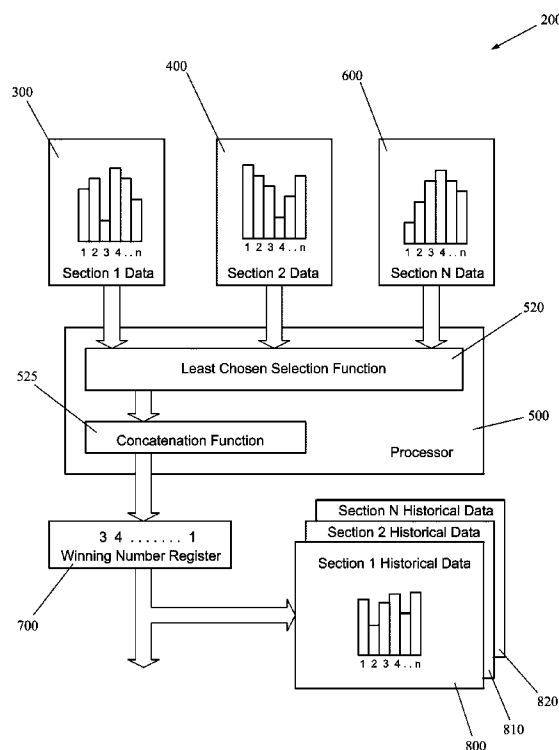 200
300
400
600
1 2 3 4 . . n
Section 1 Data
1 2 3 4 . . n
Section 2 Data
1 2 3 4 . . n
Section N Data
520
Least Chosen Selection Function
525
Concatenation Function
500
Processor
3 4 . . . . . . . 1
Winning Number Register
700
Section N Historical Data
Section 2 Historical Data
Section 1 Historical Data
1 2 3 4 . . n
820
810
800